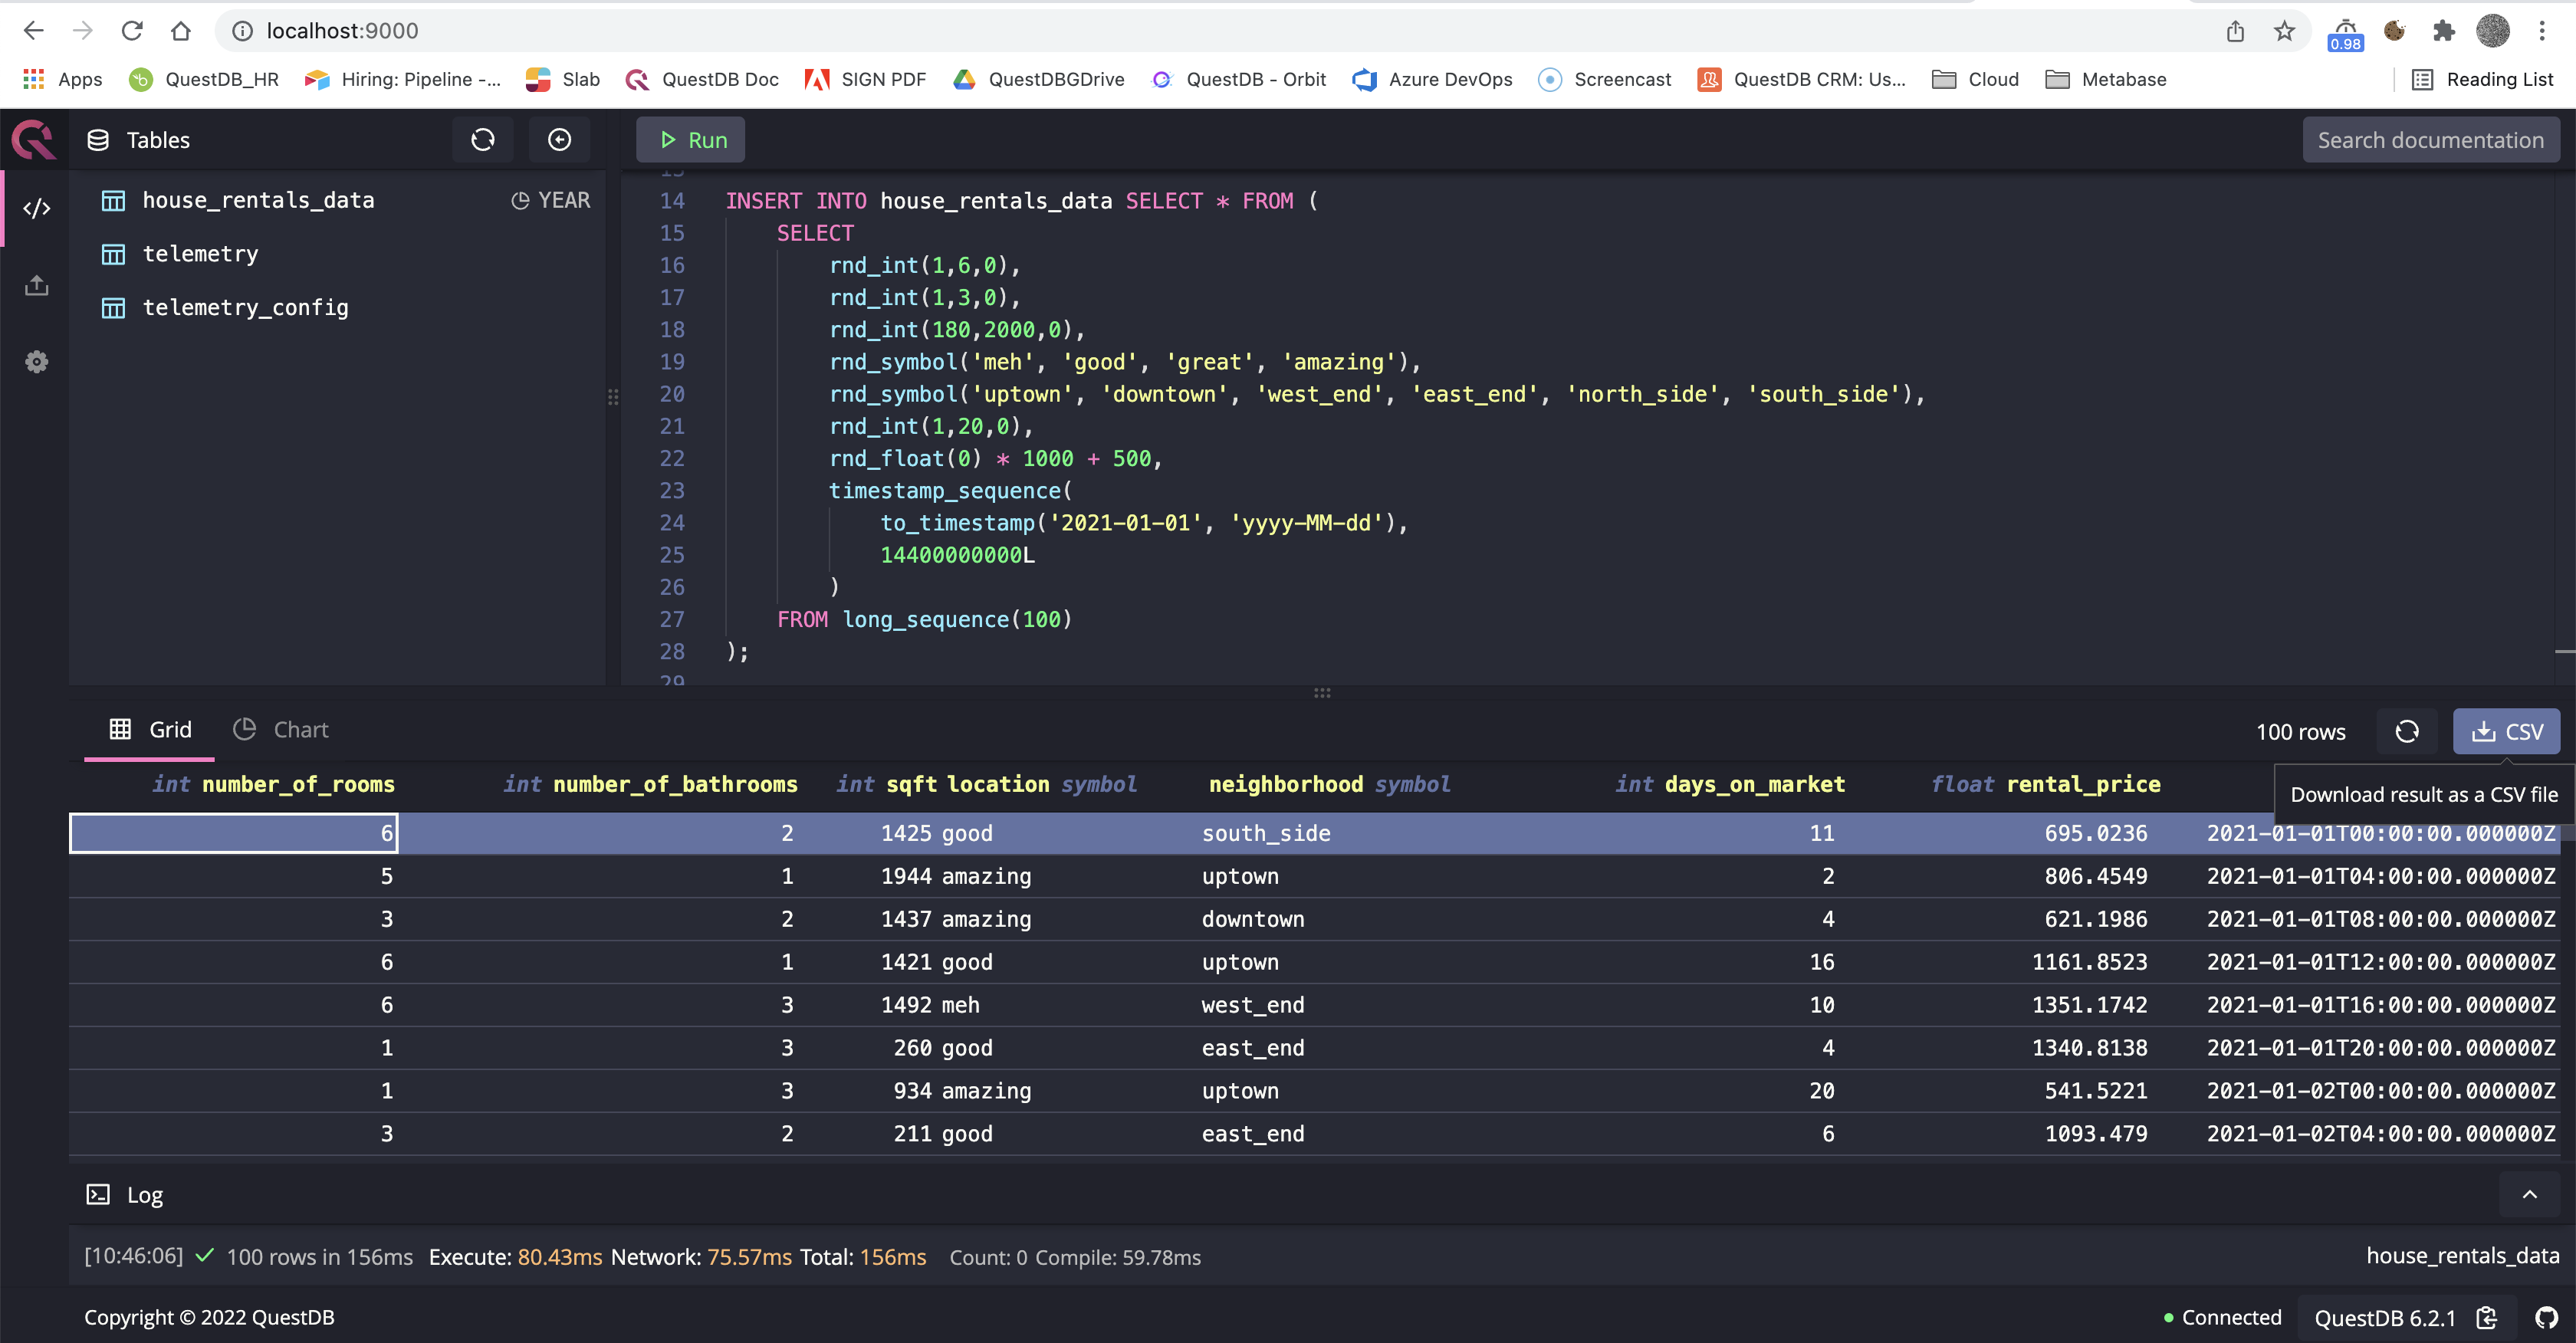 localhost:9000
0.98
Apps QuestDB_HR Hiring: Pipeline -... Slab QuestDB Doc SIGN PDF QuestDBGDrive QuestDB - Orbit Azure DevOps Screencast QuestDB CRM: Us... Cloud Metabase Reading List
Tables Run Search documentation
house_rentals_data YEAR
telemetry
telemetry_config
13
14 INSERT INTO house_rentals_data SELECT * FROM (
15 SELECT
16 rnd_int(1,6,0),
17 rnd_int(1,3,0),
18 rnd_int(180,2000,0),
19 rnd_symbol('meh', 'good', 'great', 'amazing'),
20 rnd_symbol('uptown', 'downtown', 'west_end', 'east_end', 'north_side', 'south_side'),
21 rnd_int(1,20,0),
22 rnd_float(0) * 1000 + 500,
23 timestamp_sequence(
24 to_timestamp('2021-01-01', 'yyyy-MM-dd'),
25 14400000000L
26 )
27 FROM long_sequence(100)
28 );
29
Grid Chart 100 rows CSV
int number_of_rooms int number_of_bathrooms int sqft location symbol neighborhood symbol int days_on_market float rental_price
Download result as a CSV file
6 2 1425 good south_side 11 695.0236 2021-01-01T00:00:00.000000Z
5 1 1944 amazing uptown 2 806.4549 2021-01-01T04:00:00.000000Z
3 2 1437 amazing downtown 4 621.1986 2021-01-01T08:00:00.000000Z
6 1 1421 good uptown 16 1161.8523 2021-01-01T12:00:00.000000Z
6 3 1492 meh west_end 10 1351.1742 2021-01-01T16:00:00.000000Z
1 3 260 good east_end 4 1340.8138 2021-01-01T20:00:00.000000Z
1 3 934 amazing uptown 20 541.5221 2021-01-02T00:00:00.000000Z
3 2 211 good east_end 6 1093.479 2021-01-02T04:00:00.000000Z
Log
[10:46:06] 100 rows in 156ms Execute: 80.43ms Network: 75.57ms Total: 156ms Count: 0 Compile: 59.78ms house_rentals_data
Copyright © 2022 QuestDB Connected QuestDB 6.2.1